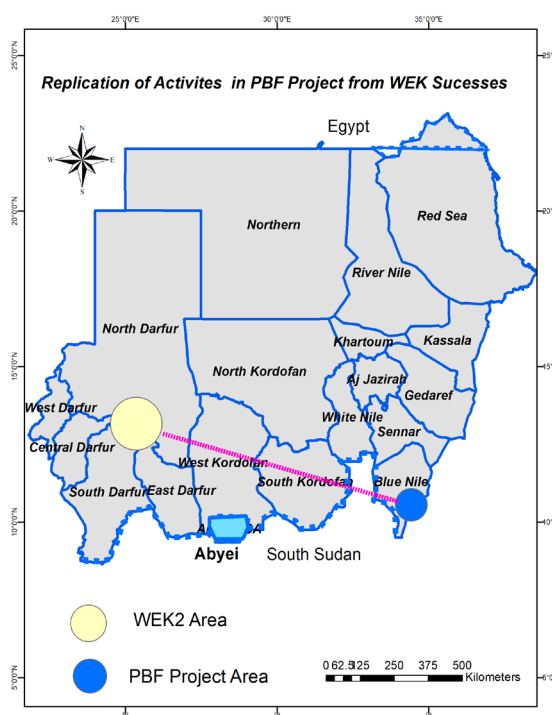 25°0'0"E 30°0'0"E 35°0'0"E
Replication of Activites in PBF Project from WEK Sucesses
Egypt
N
W E
S
Northern
Red Sea
River Nile
North Darfur
Khartoum
Kassala
North Kordofan
Aj Jazirah
Gedaref
West Darfur
White Nile
Sennar
Central Darfur
West Kordofun
South Kordofan
Blue Nile
South Darfur
East Darfur
Abyei
South Sudan
WEK2 Area
PBF Project Area
0 62.5 125 250 375 500
Kilometers
25°0'0"N
20°0'0"N
15°0'0"N
10°0'0"N
5°0'0"N